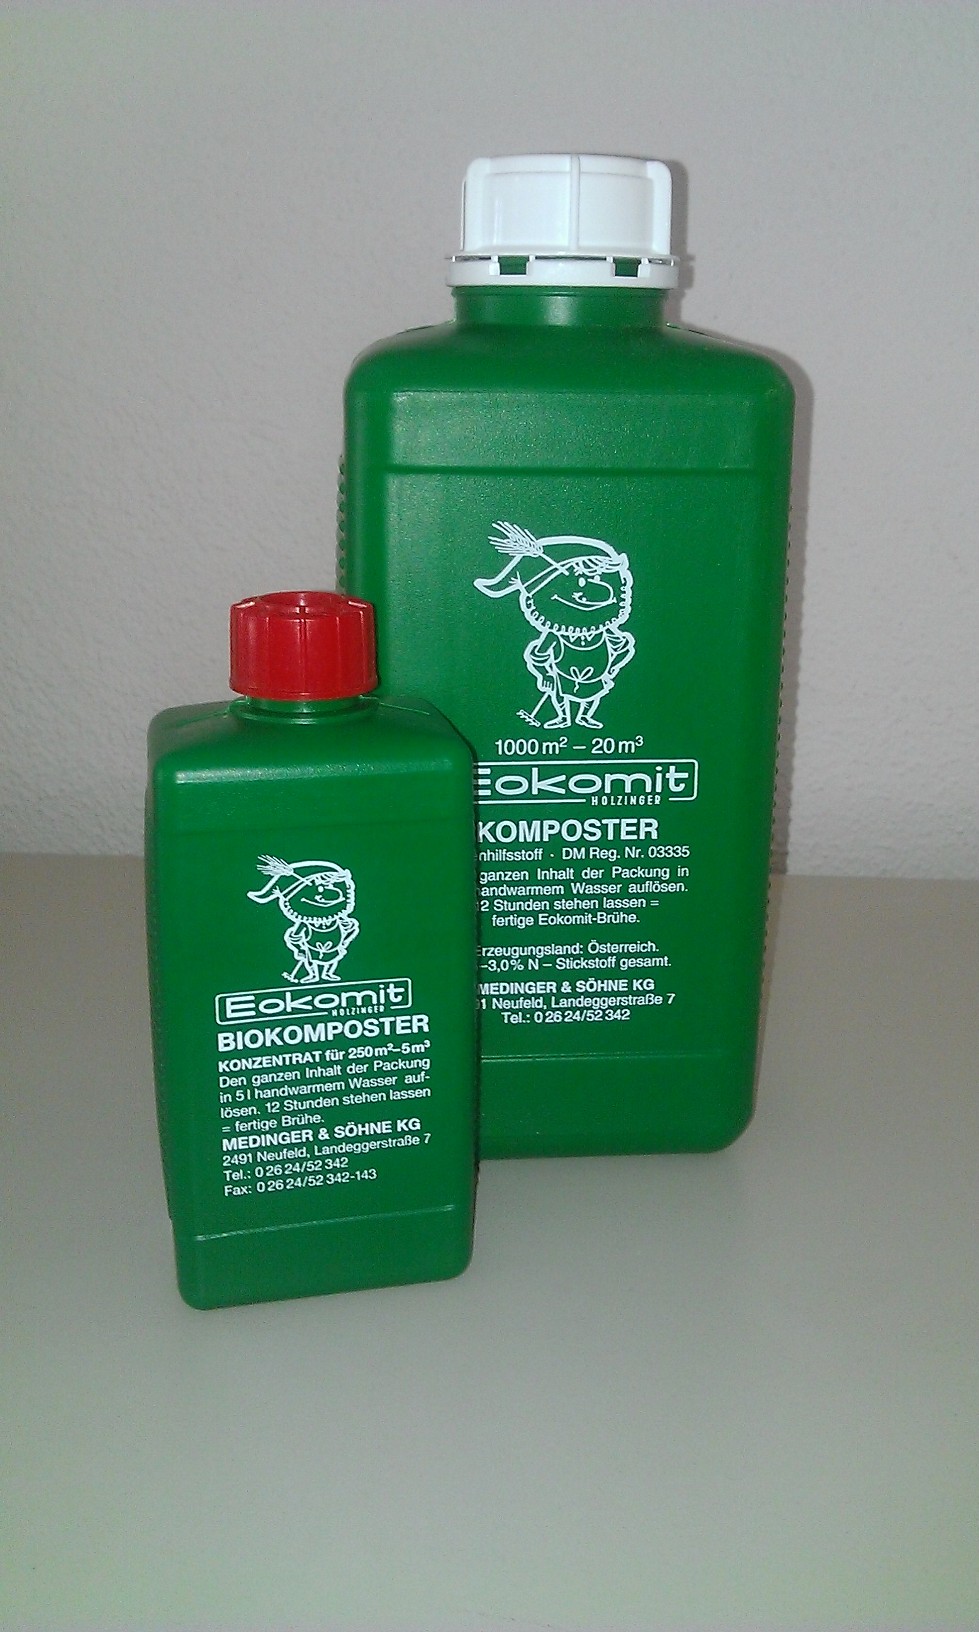 1000 m² – 20 m³
Eokomit
HOLZINGER
KOMPOSTER
nhilfsstoff · DM Reg. Nr. 03335
ganzen Inhalt der Packung in
handwarmem Wasser auflösen.
12 Stunden stehen lassen =
fertige Eokomit-Brühe.
Erzeugungsland: Österreich.
–3,0% N – Stickstoff gesamt.
MEDINGER & SÖHNE KG
91 Neufeld, Landeggerstraße 7
Tel.: 0 26 24/52 342
Eokomit
HOLZINGER
BIOKOMPOSTER
KONZENTRAT für 250 m²–5 m³
Den ganzen Inhalt der Packung
in 5 l handwarmem Wasser auf-
lösen. 12 Stunden stehen lassen
= fertige Brühe.
MEDINGER & SÖHNE KG
2491 Neufeld, Landeggerstraße 7
Tel.: 0 26 24/52 342
Fax: 0 26 24/52 342-143